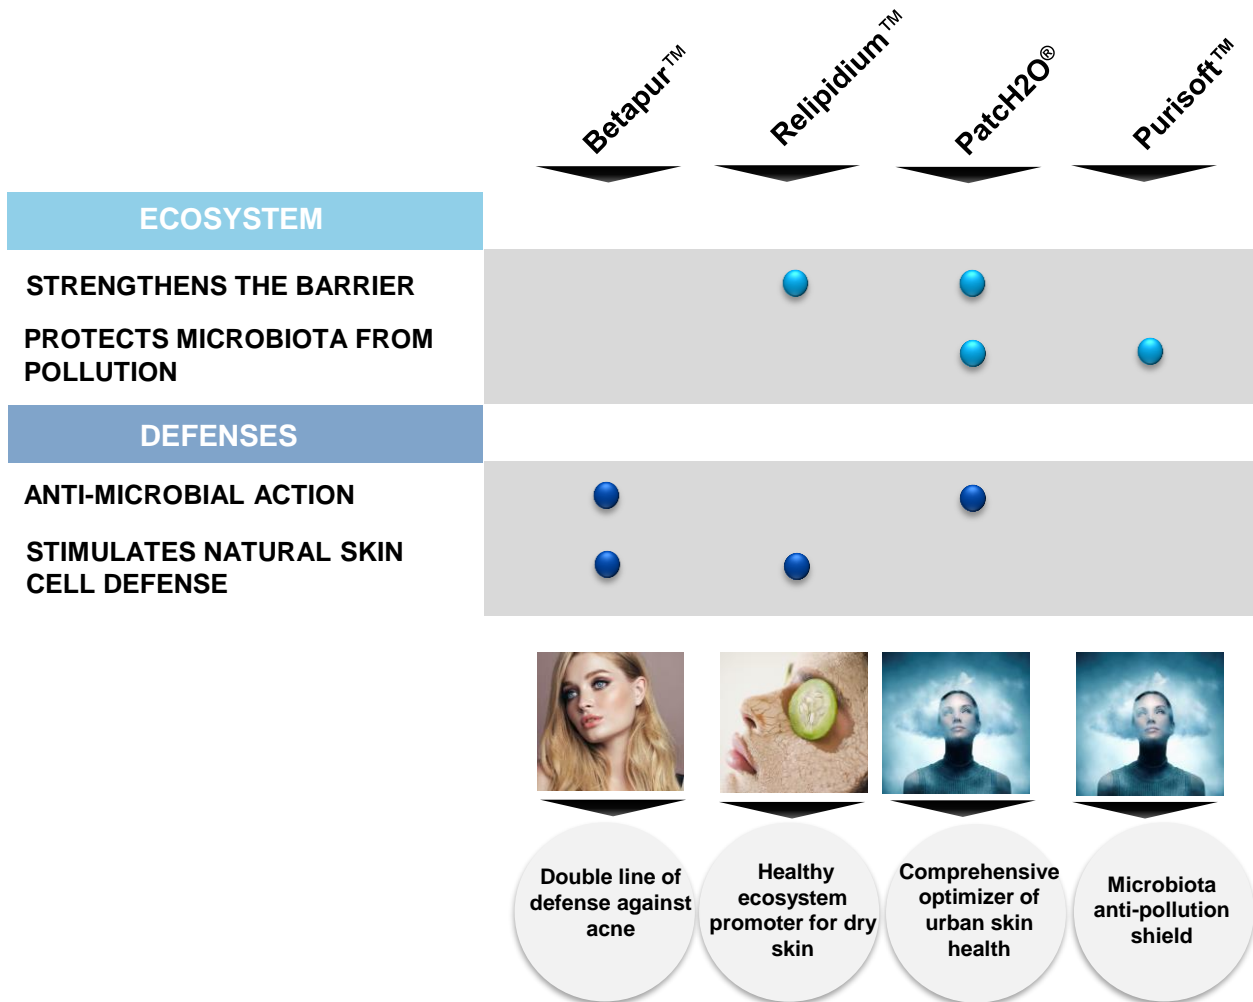 Betapur™
Relipidium™
PatcH2O®
Purisoft™
ECOSYSTEM
STRENGTHENS THE BARRIER
PROTECTS MICROBIOTA FROM
POLLUTION
DEFENSES
ANTI-MICROBIAL ACTION
STIMULATES NATURAL SKIN
CELL DEFENSE
Double line of
defense against
acne
Healthy
ecosystem
promoter for dry
skin
Comprehensive
optimizer of
urban skin
health
Microbiota
anti-pollution
shield